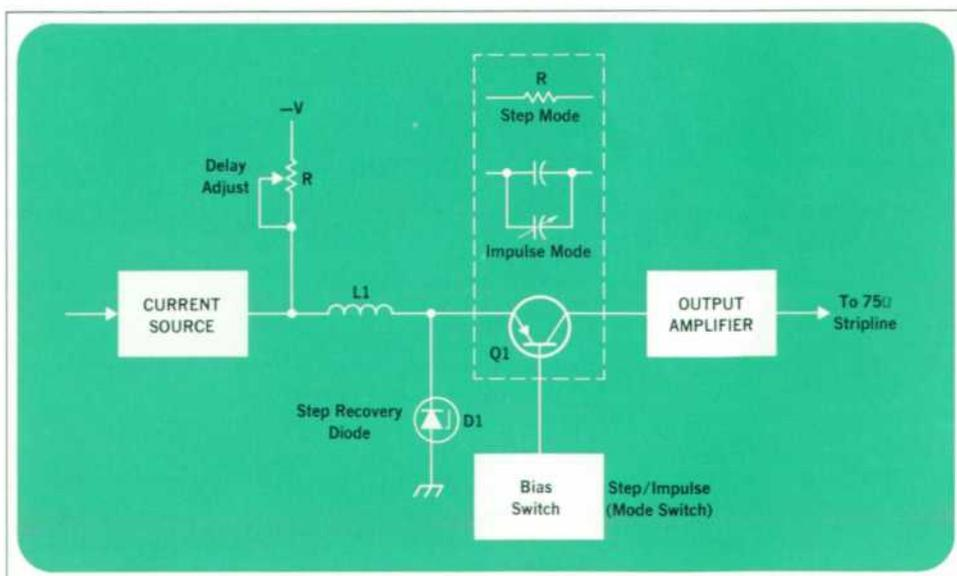 R
Step Mode
—V
Delay
Adjust
R
Impulse Mode
CURRENT
SOURCE
L1
OUTPUT
AMPLIFIER
To 75Ω
Stripline
Q1
Step Recovery
Diode
D1
Bias
Switch
Step/Impulse
(Mode Switch)